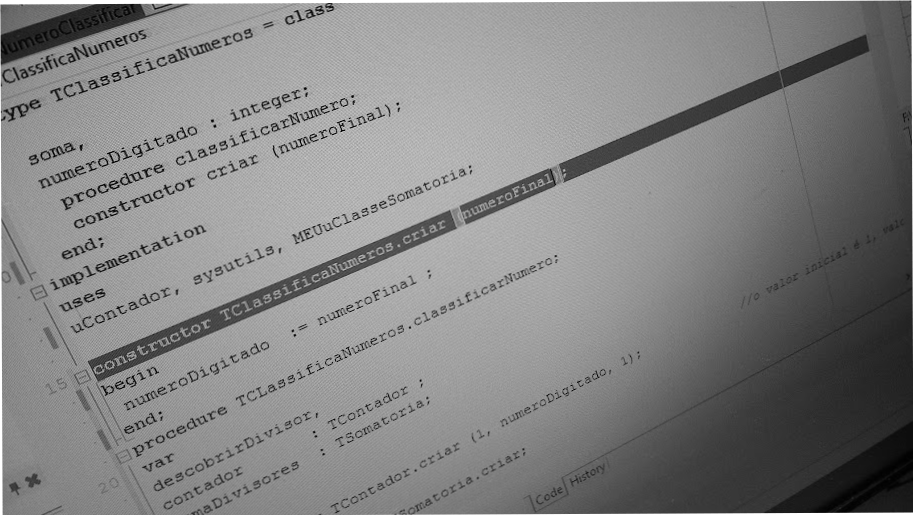 NumeroClassificar
ClassificaNumeros
type TClassificaNumeros = class
soma,
numeroDigitado : integer;
procedure classificarNumero;
constructor criar (numeroFinal);
end;
implementation
uses
uContador, sysutils, MEUuClasseSomatoria;
constructor TClassificaNumeros.criar (numeroFinal);
15
begin
numeroDigitado := numeroFinal ;
end;
procedure TCLassificaNumeros.classificarNumero;
var
descobrirDivisor,
contador : TContador ;
maDivisores : TSomatoria;
20
//o valor inicial é 1, valo
TContador.criar (1, numeroDigitado, 1);
Somatoria.criar;
Code History